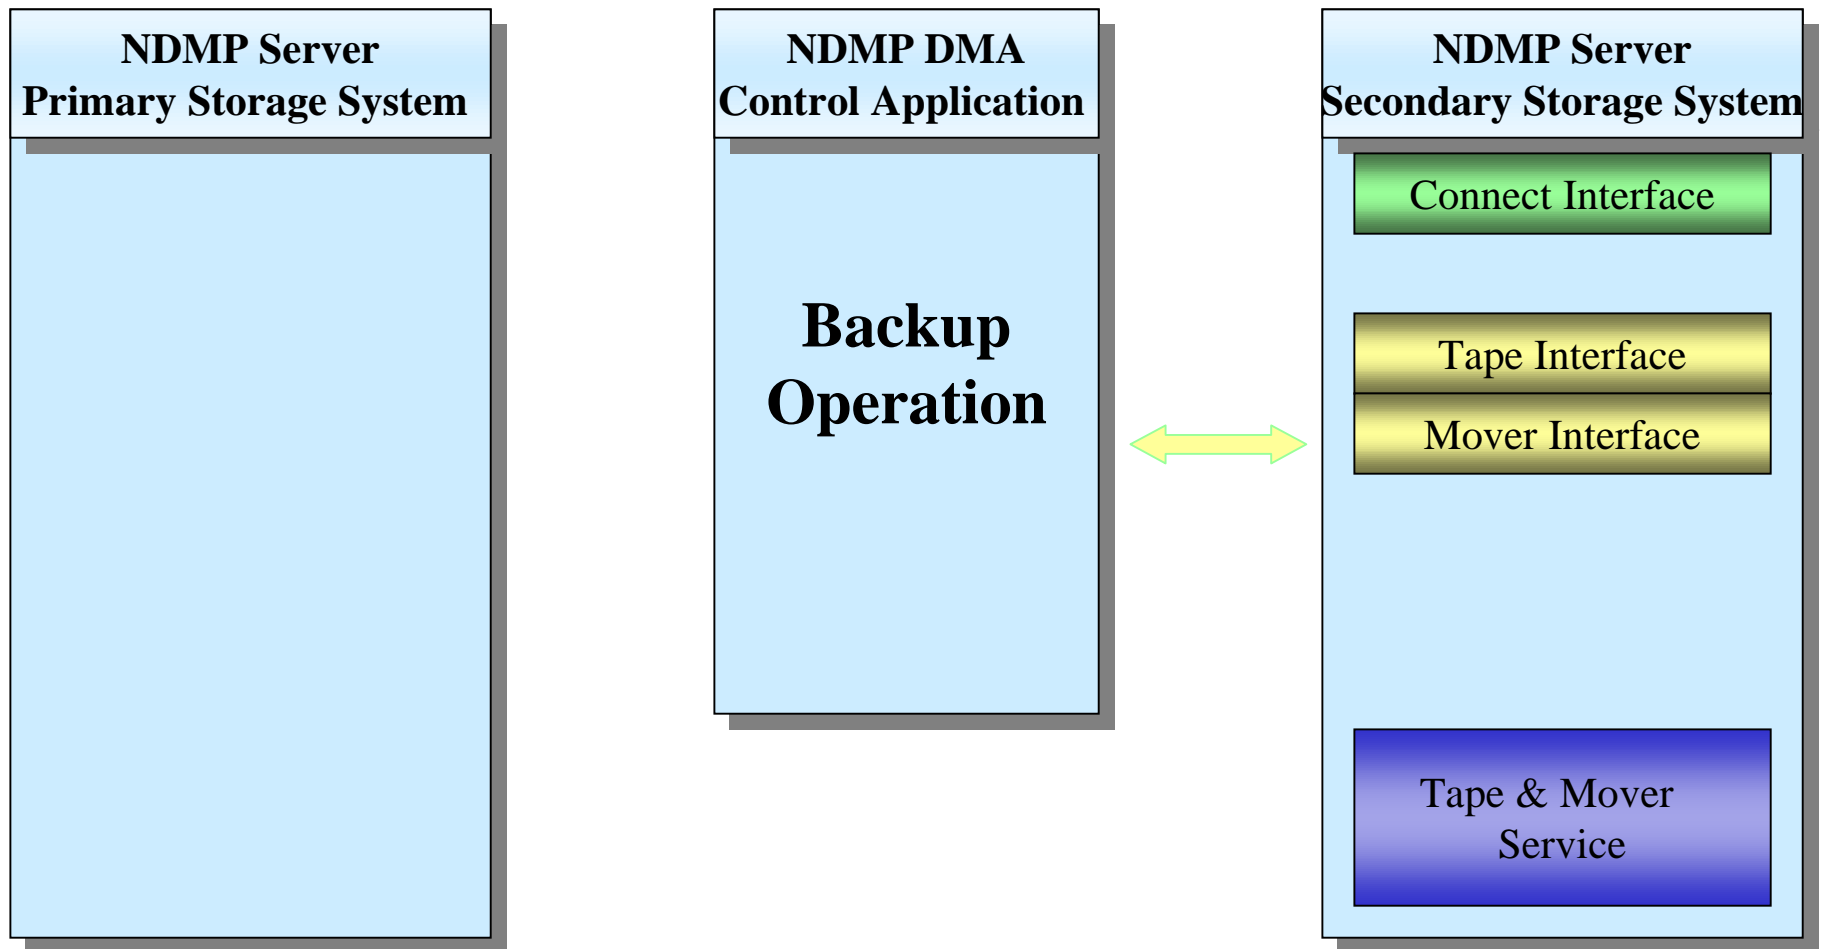 NDMP Server
Primary Storage System
NDMP DMA
Control Application
Backup
Operation
NDMP Server
Secondary Storage System
Connect Interface
Tape Interface
Mover Interface
Tape & Mover
Service